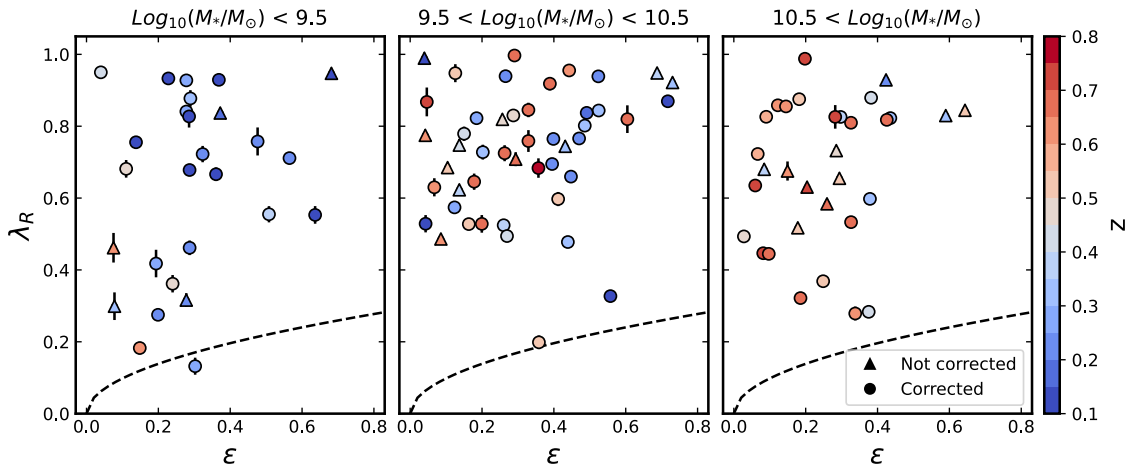 Log₁₀(M*/M⊙) < 9.5
9.5 < Log₁₀(M*/M⊙) < 10.5
10.5 < Log₁₀(M*/M⊙)
λ_R
1.0
0.8
0.6
0.4
0.2
0.0
0.0 0.2 0.4 0.6 0.8
ε
0.0 0.2 0.4 0.6 0.8
ε
Not corrected
Corrected
0.0 0.2 0.4 0.6 0.8
ε
0.8
0.7
0.6
0.5
0.4
0.3
0.2
0.1
z